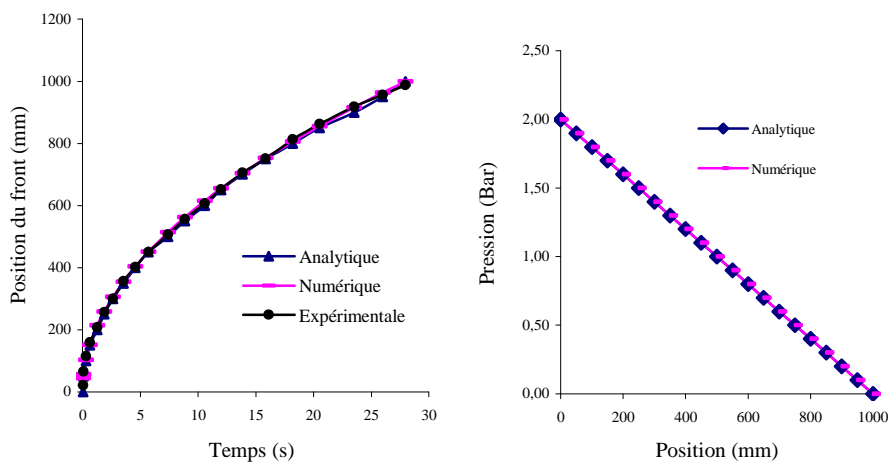 1200
1000
800
600
400
200
0
0
5
10
15
20
25
30
Position du front (mm)
Temps (s)
Analytique
Numérique
Expérimentale
2,50
2,00
1,50
1,00
0,50
0,00
0
200
400
600
800
1000
Pression (Bar)
Position (mm)
Analytique
Numérique